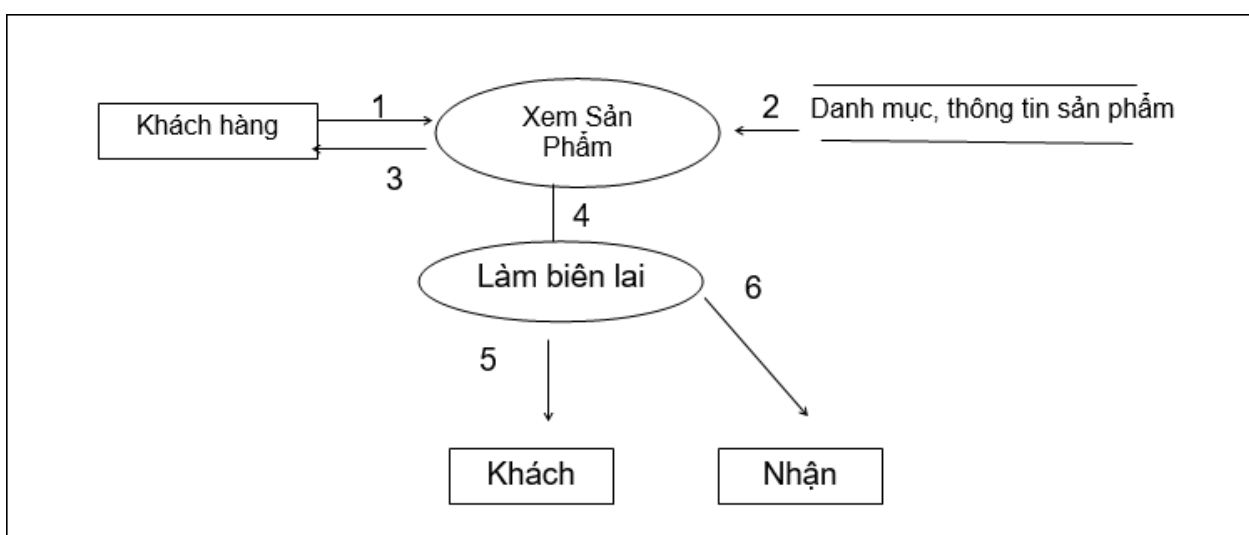 Khách hàng
1
3
Xem Sản
Phẩm
2
Danh mục, thông tin sản phẩm
4
Làm biên lai
6
5
Khách
Nhận